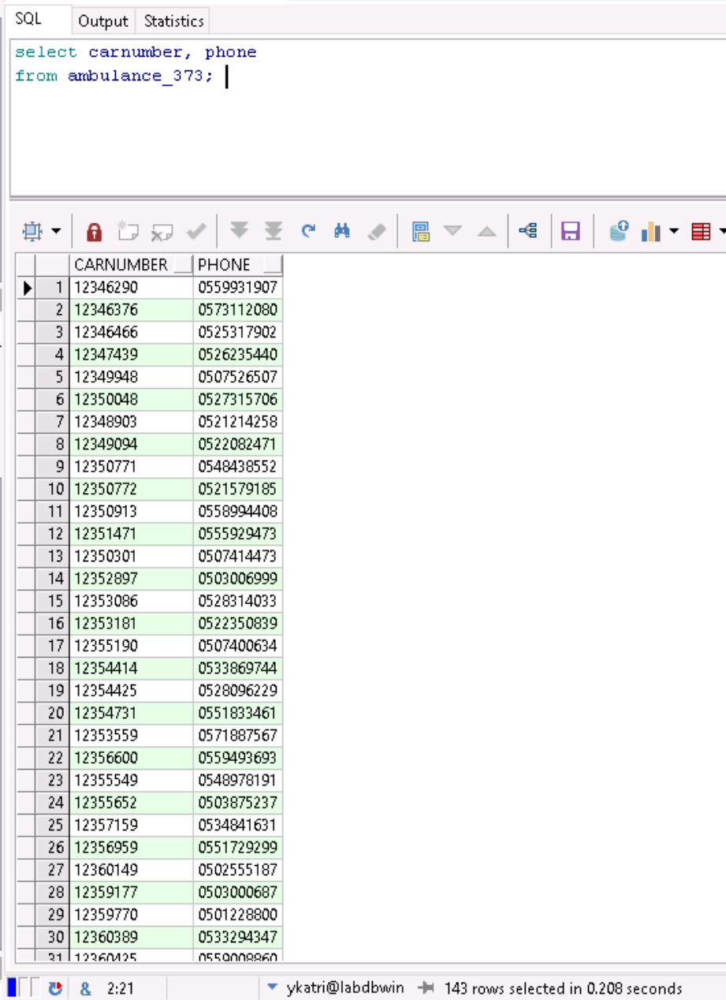 SQL Output Statistics
select carnumber, phone
from ambulance_373;
CARNUMBER PHONE
1 12346290 0559931907
2 12346376 0573112080
3 12346466 0525317902
4 12347439 0526235440
5 12349948 0507526507
6 12350048 0527315706
7 12348903 0521214258
8 12349094 0522082471
9 12350771 0548438552
10 12350772 0521579185
11 12350913 0558994408
12 12351471 0555929473
13 12350301 0507414473
14 12352897 0503006999
15 12353086 0528314033
16 12353181 0522350839
17 12355190 0507400634
18 12354414 0533869744
19 12354425 0528096229
20 12354731 0551833461
21 12353559 0571887567
22 12356600 0559493693
23 12355549 0548978191
24 12355652 0503875237
25 12357159 0534841631
26 12356959 0551729299
27 12360149 0502555187
28 12359177 0503000687
29 12359770 0501228800
30 12360389 0533294347
31 12360425 0559008860
& 2:21 ykatri@labdbwin 143 rows selected in 0.208 seconds